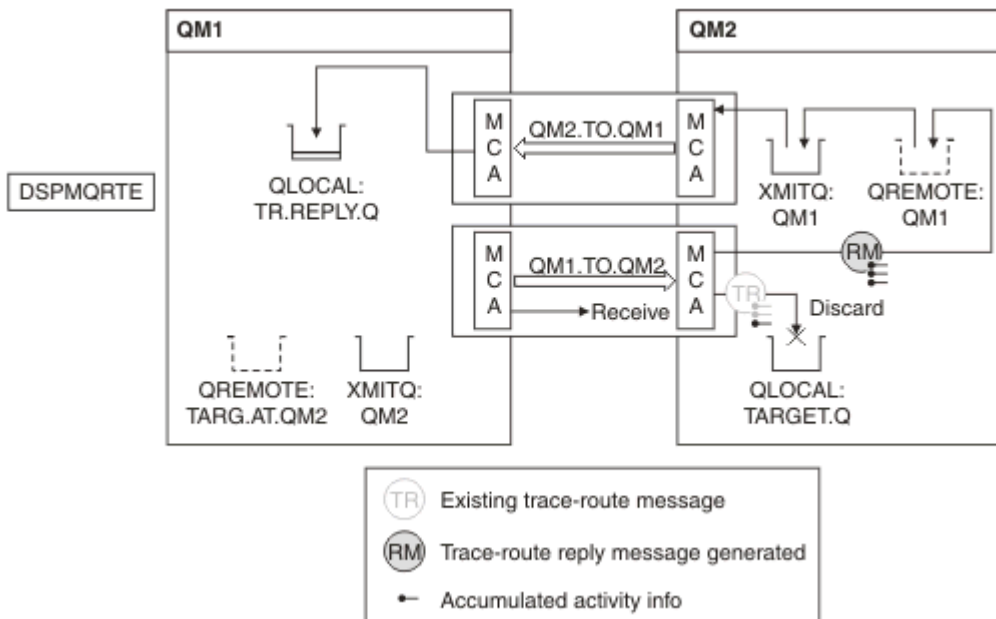 QM1
QM2
M
C
A
QM2.TO.QM1
M
C
A
DSPMQRTE
QLOCAL:
TR.REPLY.Q
XMITQ:
QM1
QREMOTE:
QM1
M
C
A
QM1.TO.QM2
Receive
M
C
A
RM
TR
Discard
QREMOTE:
TARG.AT.QM2
XMITQ:
QM2
QLOCAL:
TARGET.Q
TR Existing trace-route message
RM Trace-route reply message generated
Accumulated activity info